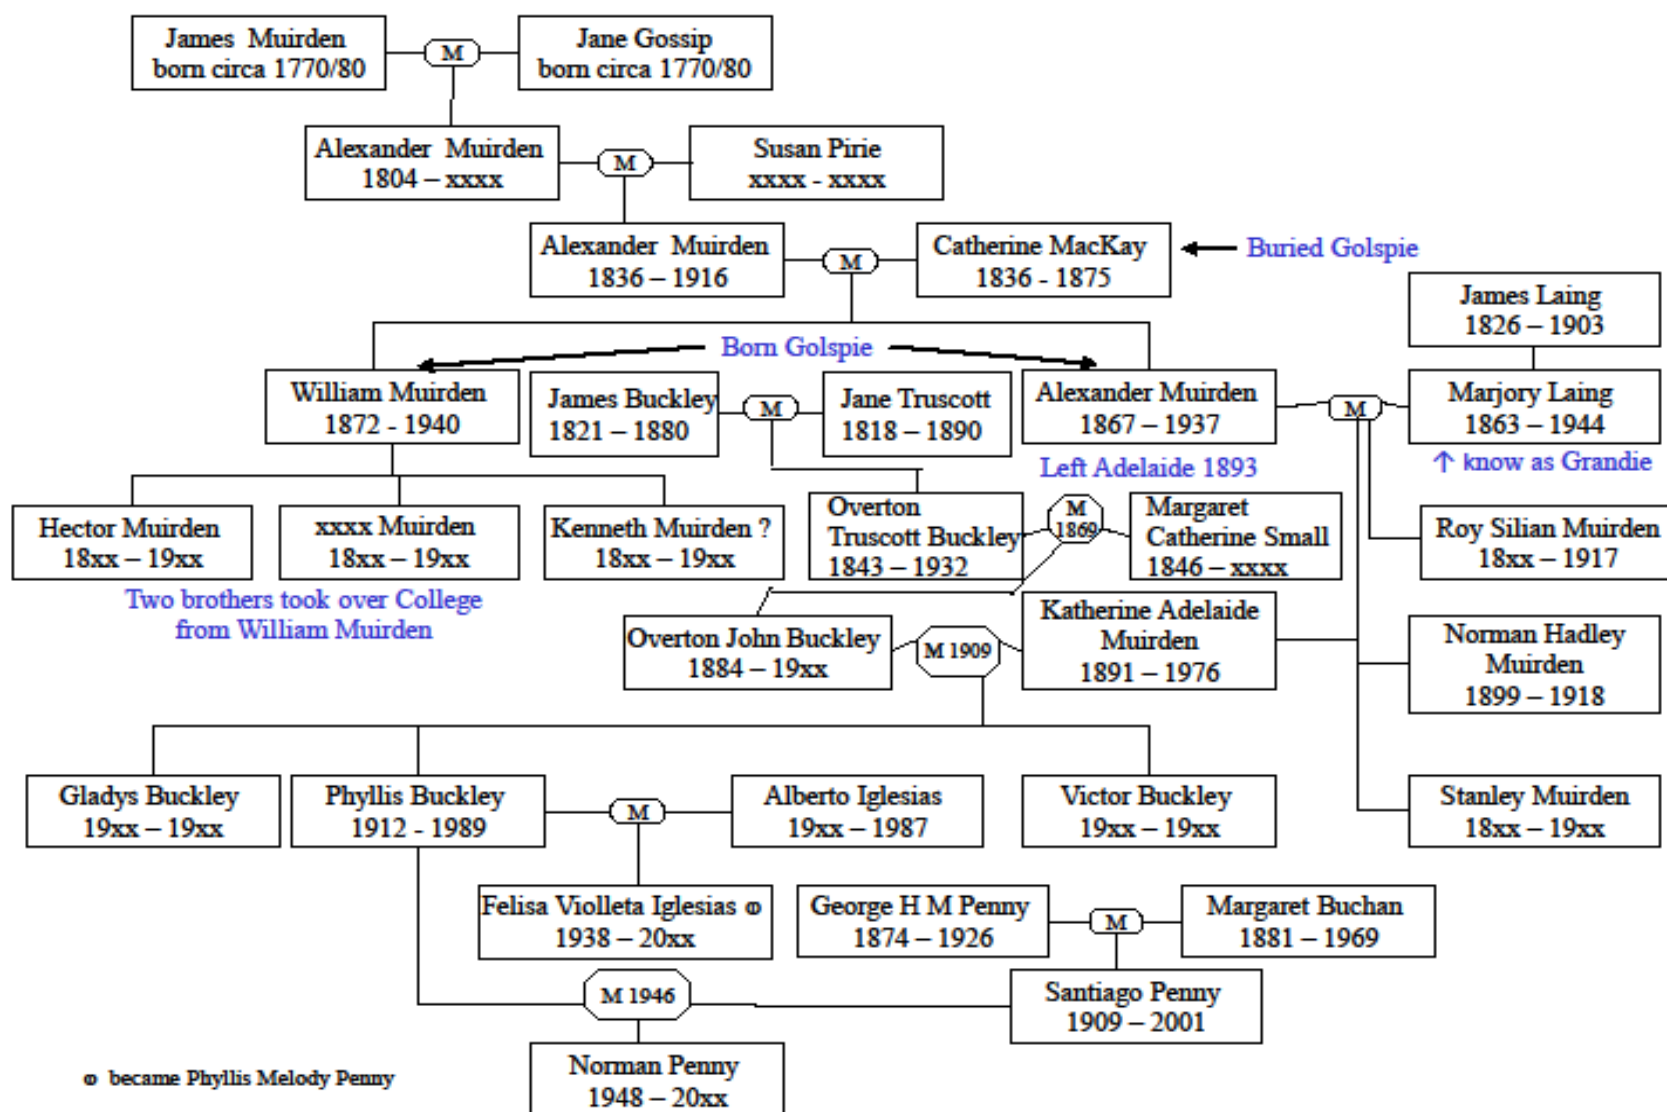 James Muirden
born circa 1770/80
M
Jane Gossip
born circa 1770/80
Alexander Muirden
1804 – xxxx
M
Susan Pirie
xxxx - xxxx
Alexander Muirden
1836 – 1916
M
Catherine MacKay
1836 - 1875
Buried Golspie
James Laing
1826 – 1903
Born Golspie
William Muirden
1872 - 1940
James Buckley
1821 – 1880
M
Jane Truscott
1818 – 1890
Alexander Muirden
1867 – 1937
M
Marjory Laing
1863 – 1944
Left Adelaide 1893
↑ know as Grandie
Hector Muirden
18xx – 19xx
xxxx Muirden
18xx – 19xx
Kenneth Muirden ?
18xx – 19xx
Overton
Truscott Buckley
1843 – 1932
M
1869
Margaret
Catherine Small
1846 – xxxx
Roy Silian Muirden
18xx – 1917
Two brothers took over College
from William Muirden
Overton John Buckley
1884 – 19xx
M 1909
Katherine Adelaide
Muirden
1891 – 1976
Norman Hadley
Muirden
1899 – 1918
Gladys Buckley
19xx – 19xx
Phyllis Buckley
1912 - 1989
M
Alberto Iglesias
19xx – 1987
Victor Buckley
19xx – 19xx
Stanley Muirden
18xx – 19xx
Felisa Violleta Iglesias ⱷ
1938 – 20xx
George H M Penny
1874 – 1926
M
Margaret Buchan
1881 – 1969
M 1946
Santiago Penny
1909 – 2001
Norman Penny
1948 – 20xx
ⱷ became Phyllis Melody Penny